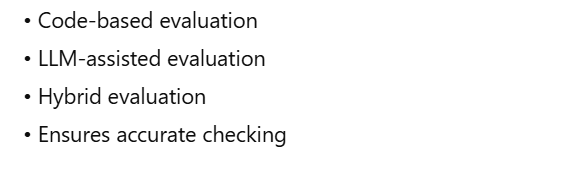 • Code-based evaluation
• LLM-assisted evaluation
• Hybrid evaluation
• Ensures accurate checking